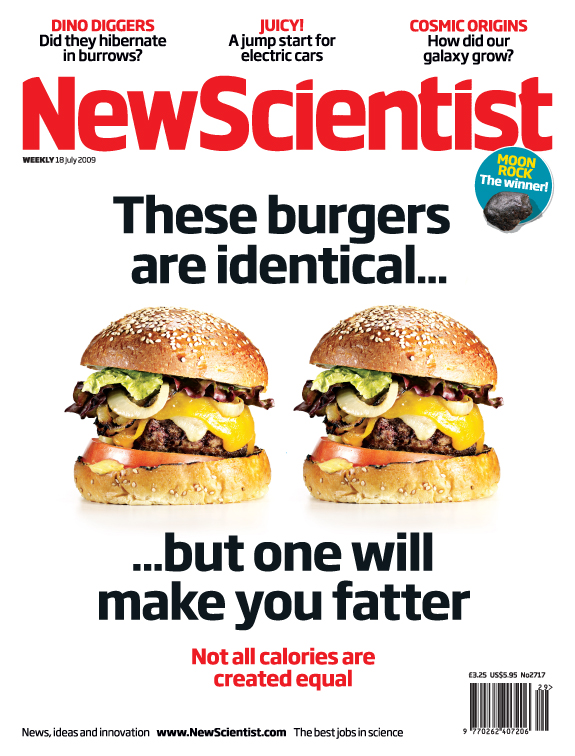 DINO DIGGERS
Did they hibernate
in burrows?
JUICY!
A jump start for
electric cars
COSMIC ORIGINS
How did our
galaxy grow?
NewScientist
WEEKLY 18 July 2009
MOON
ROCK
The winner!
These burgers
are identical...
...but one will
make you fatter
Not all calories are
created equal
£3.25 US$5.95 No2717
29>
9 770262 407206
News, ideas and innovation www.NewScientist.com The best jobs in science